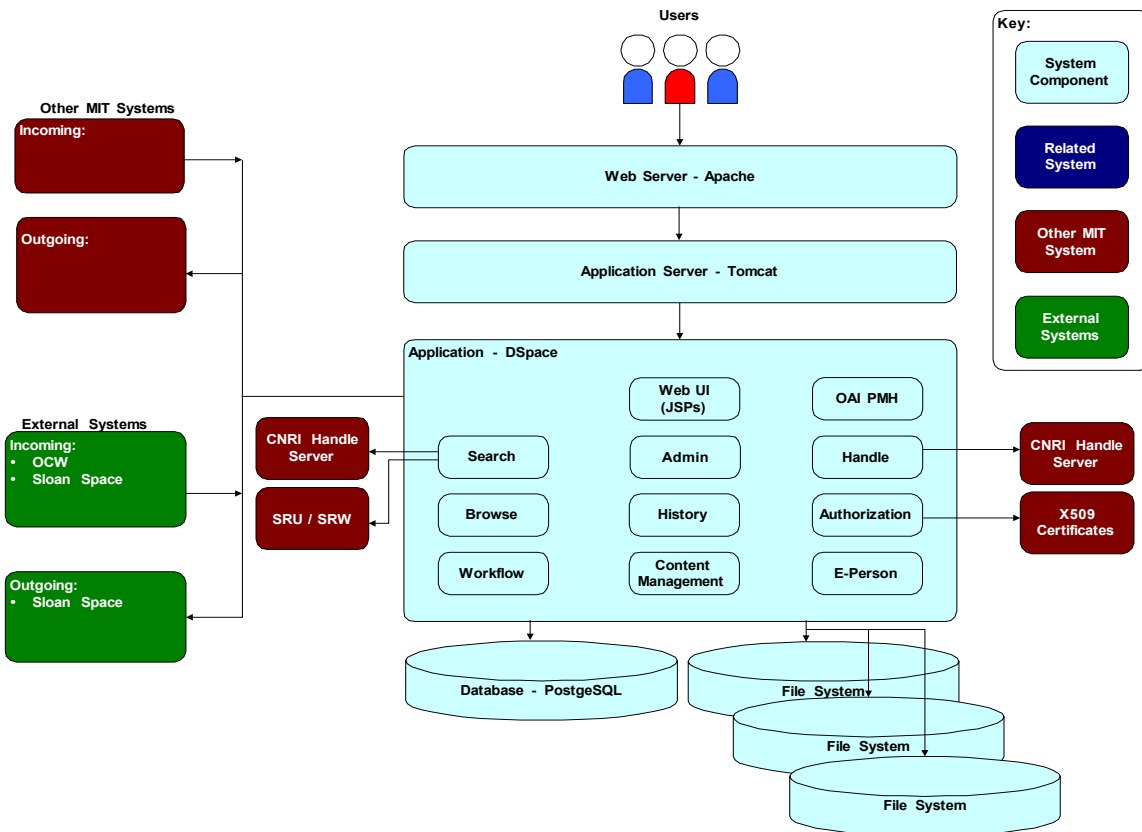 Users
Key:
System
Component
Related
System
Other MIT
System
External
Systems
Other MIT Systems
Incoming:
Outgoing:
Web Server - Apache
Application Server - Tomcat
Application - DSpace
Web UI
(JSPs)
OAI PMH
Search
Admin
Handle
Browse
History
Authorization
Workflow
Content
Management
E-Person
External Systems
Incoming:
• OCW
• Sloan Space
Outgoing:
• Sloan Space
CNRI Handle
Server
SRU / SRW
CNRI Handle
Server
X509
Certificates
Database - PostgeSQL
File System
File System
File System